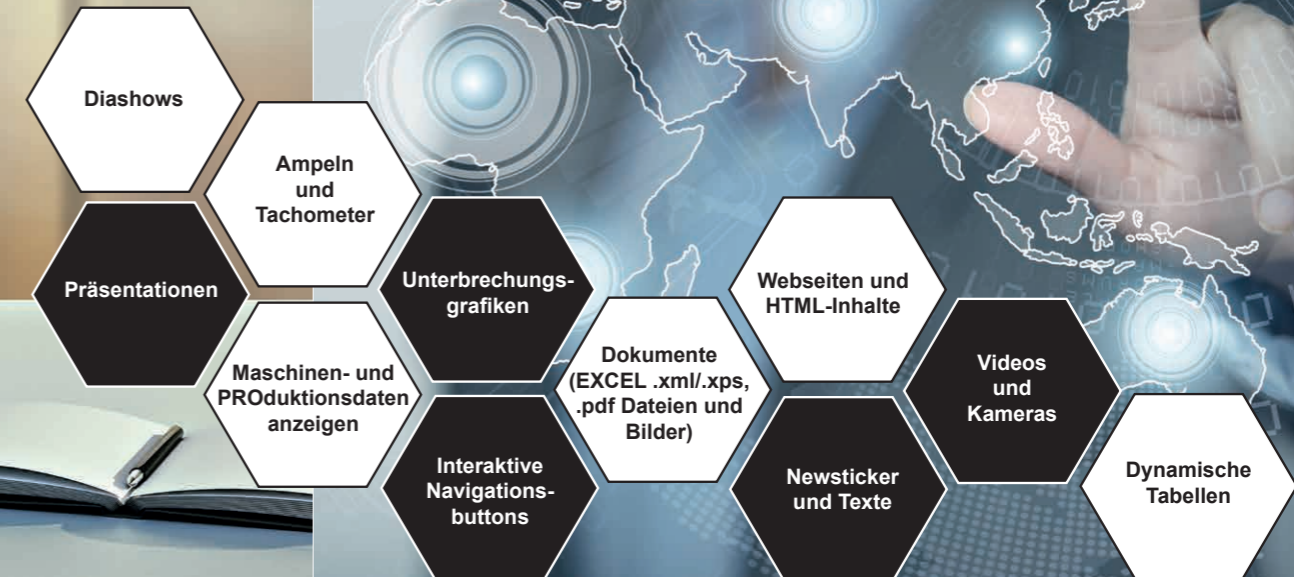 Diashows
Ampeln
und
Tachometer
Präsentationen
Unterbrechungs-
grafiken
Maschinen- und
PROduktionsdaten
anzeigen
Interaktive
Navigations-
buttons
Dokumente
(EXCEL .xml/.xps,
.pdf Dateien und
Bilder)
Webseiten und
HTML-Inhalte
Newsticker
und Texte
Videos
und
Kameras
Dynamische
Tabellen